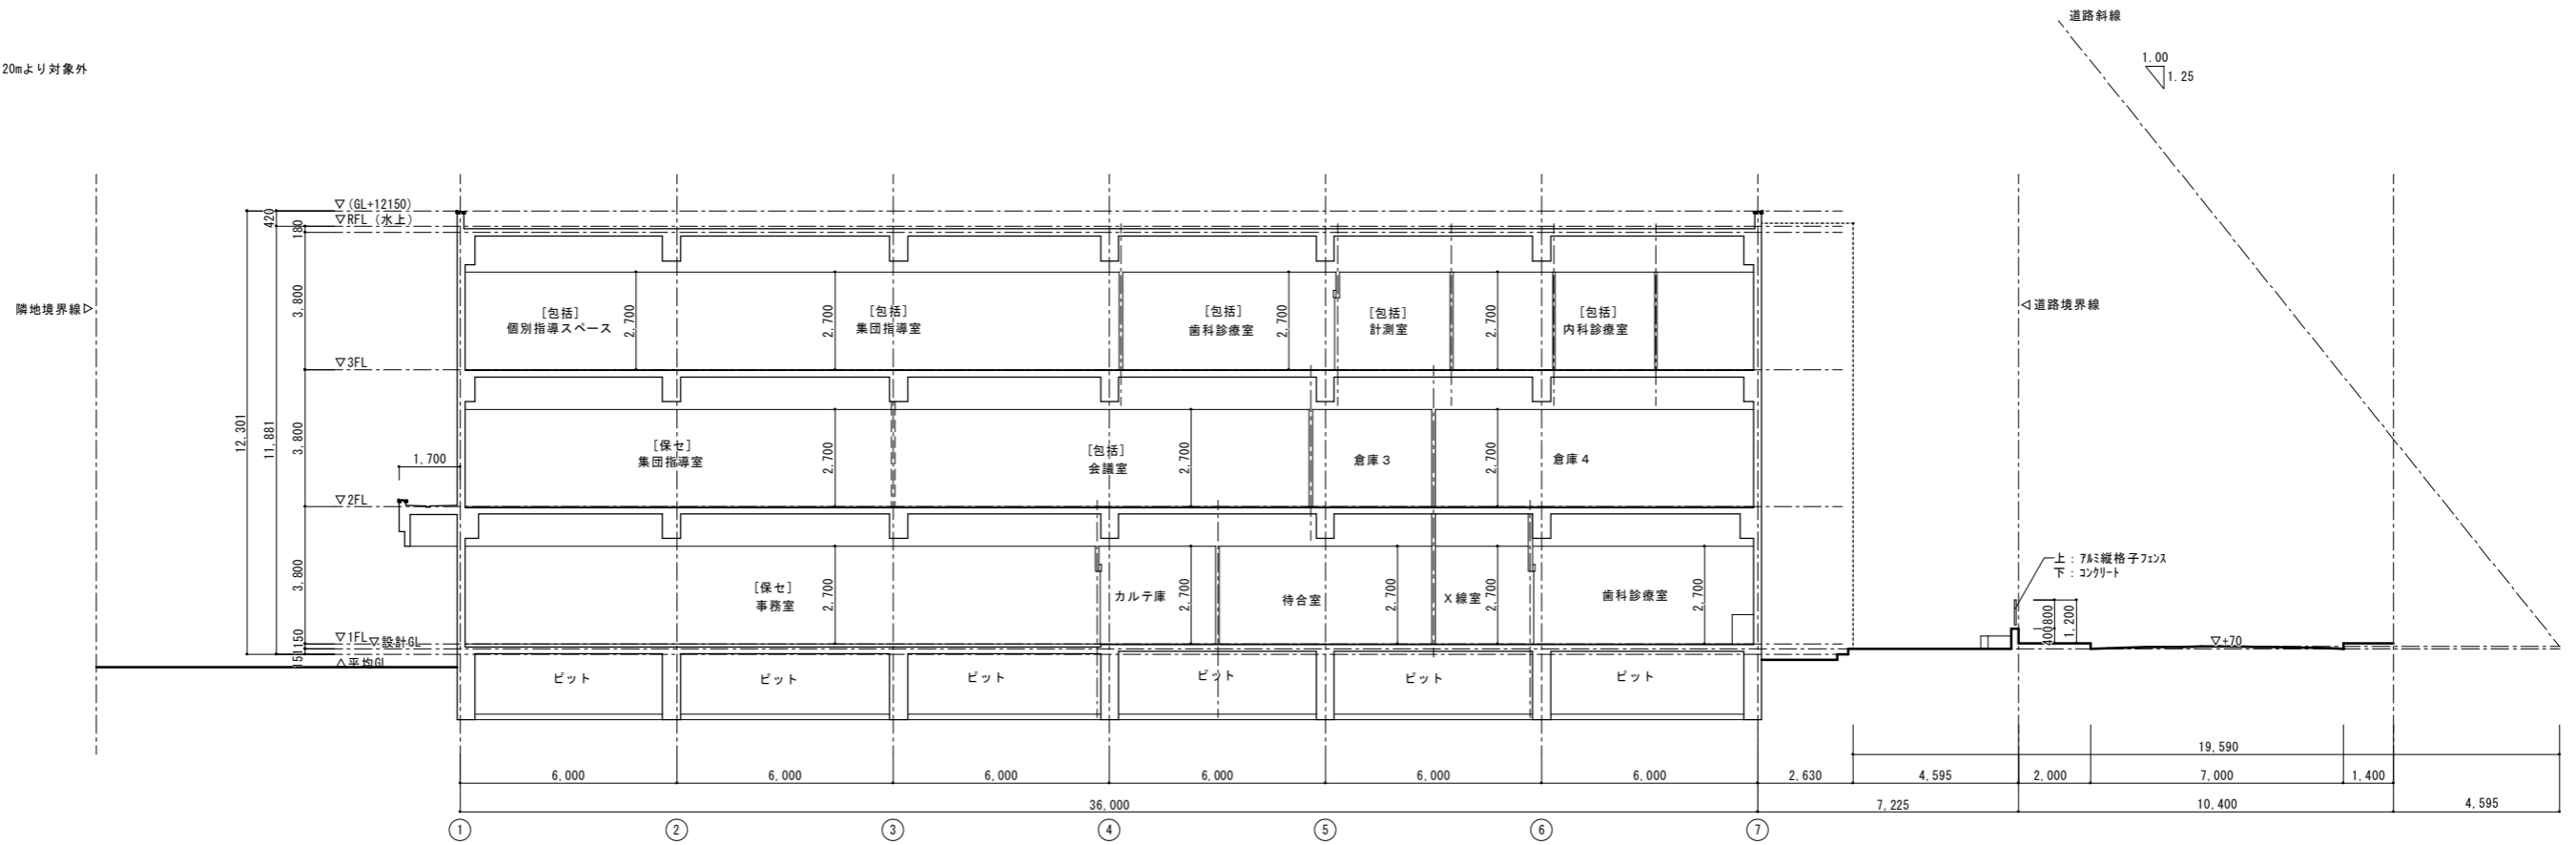 道路斜線
1.00
1.25
20mより対象外
▽(GL+12150)
▽RFL (水上)
420
180
隣地境界線▷
3,800
[包括]
個別指導スペース
2,700
2,700
[包括]
集団指導室
[包括]
歯科診療室
2,700
[包括]
計測室
2,700
[包括]
内科診療室
◁道路境界線
▽3FL
12,301
11,881
3,800
1,700
[保セ]
集団指導室
2,700
[包括]
会議室
2,700
倉庫3
2,700
倉庫4
▽2FL
3,800
[保セ]
事務室
2,700
カルテ庫
2,700
待合室
2,700
X線室
2,700
歯科診療室
2,700
上:アルミ縦格子フェンス
下:コンクリート
400
800
1,200
▽1FL
▽設計GL
150
151
△平均GL
▽+70
ピット
ピット
ピット
ピット
ピット
ピット
19,590
6,000
6,000
6,000
6,000
6,000
6,000
2,630
4,595
2,000
7,000
1,400
36,000
7,225
10,400
4,595
1
2
3
4
5
6
7